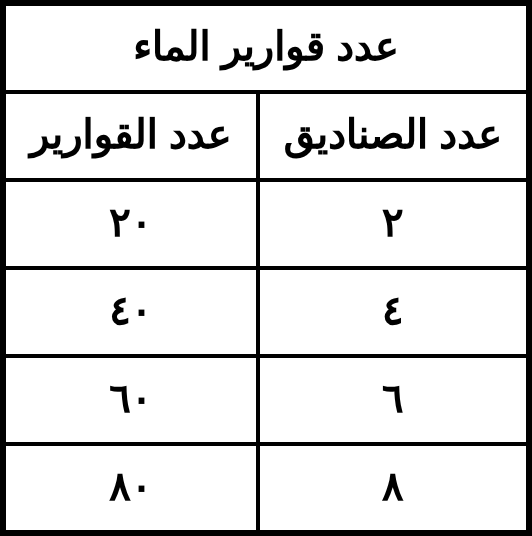 عدد قوارير الماء
عدد الصناديق عدد القوارير
٢ ٢٠
٤ ٤٠
٦ ٦٠
٨ ٨٠